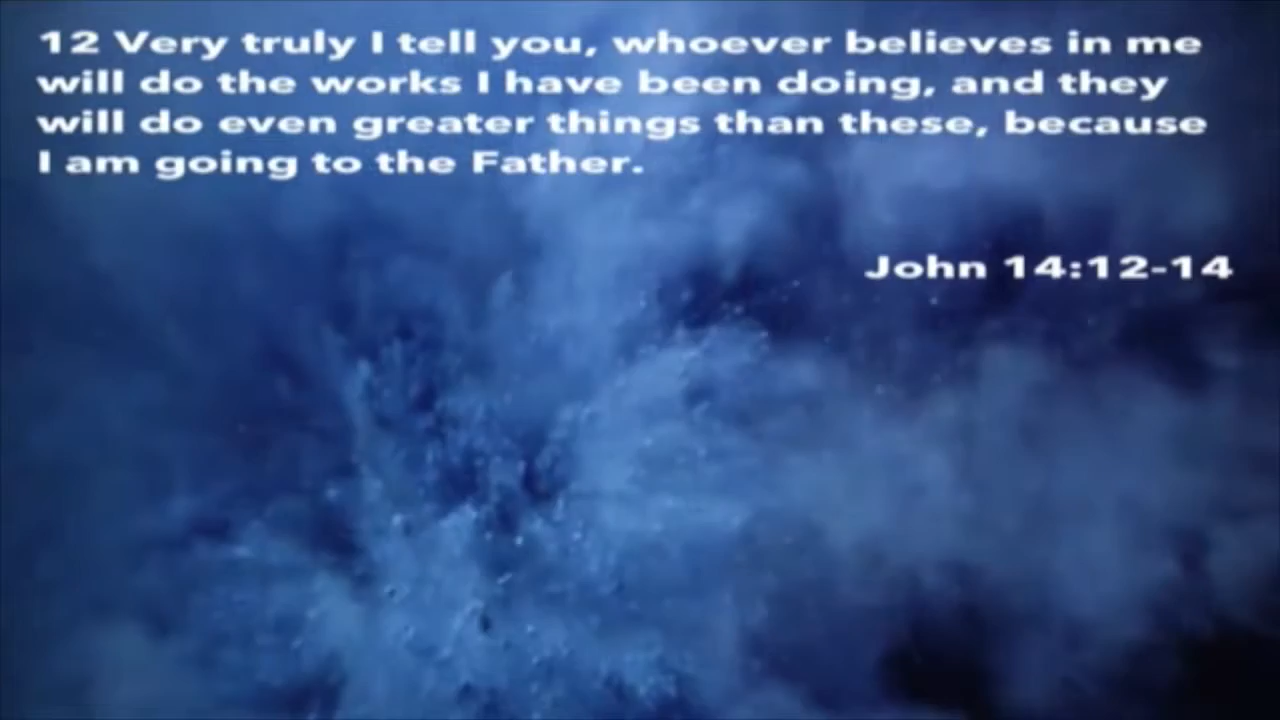 12 Very truly I tell you, whoever believes in me
will do the works I have been doing, and they
will do even greater things than these, because
I am going to the Father.
John 14:12-14